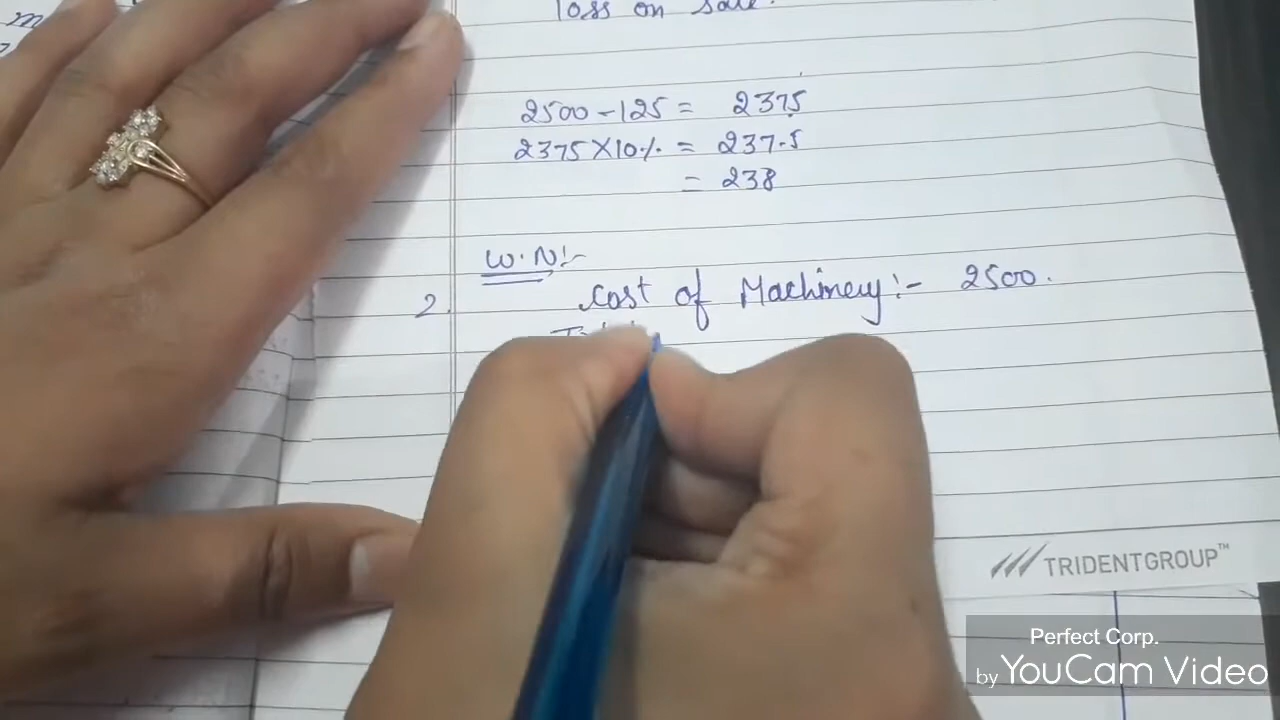 loss on sale.
2500 - 125 = 2375
2375 X 10% = 237.5
= 238
W.N:-
2. Cost of Machinery:- 2500.
TRIDENTGROUP™
Perfect Corp.
by YouCam Video